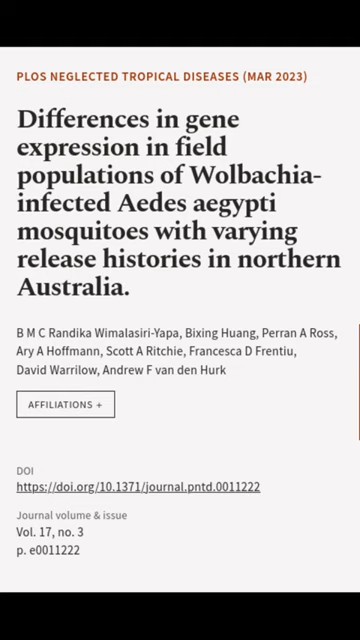 PLOS NEGLECTED TROPICAL DISEASES (MAR 2023)
Differences in gene
expression in field
populations of Wolbachia-
infected Aedes aegypti
mosquitoes with varying
release histories in northern
Australia.
B M C Randika Wimalasiri-Yapa, Bixing Huang, Perran A Ross,
Ary A Hoffmann, Scott A Ritchie, Francesca D Frentiu,
David Warrilow, Andrew F van den Hurk
AFFILIATIONS +
DOI
https://doi.org/10.1371/journal.pntd.0011222
Journal volume & issue
Vol. 17, no. 3
p. e0011222